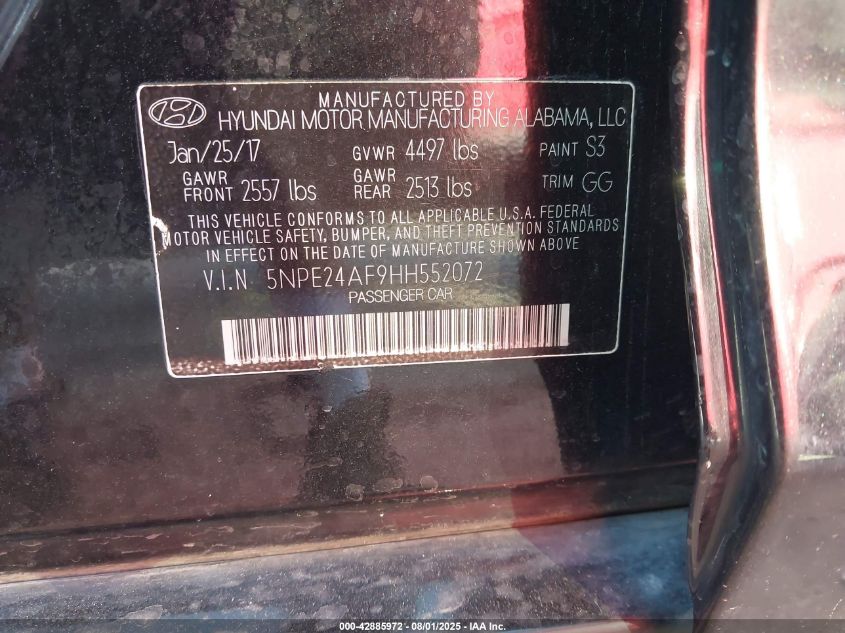 MANUFACTURED BY
HYUNDAI MOTOR MANUFACTURING ALABAMA, LLC
Jan/25/17 GVWR 4497 lbs PAINT S3
GAWR FRONT 2557 lbs GAWR REAR 2513 lbs TRIM GG
THIS VEHICLE CONFORMS TO ALL APPLICABLE U.S.A. FEDERAL
MOTOR VEHICLE SAFETY, BUMPER, AND THEFT PREVENTION STANDARDS
IN EFFECT ON THE DATE OF MANUFACTURE SHOWN ABOVE
V.I.N 5NPE24AF9HH552072
PASSENGER CAR
000-42885972 - 08/01/2025 - IAA Inc.